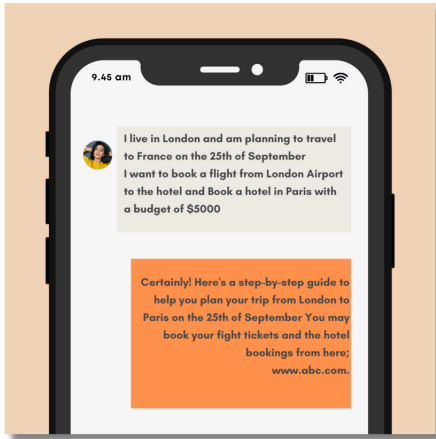 9.45 am
I live in London and am planning to travel
to France on the 25th of September
I want to book a flight from London Airport
to the hotel and Book a hotel in Paris with
a budget of $5000
Certainly! Here's a step-by-step guide to
help you plan your trip from London to
Paris on the 25th of September You may
book your fight tickets and the hotel
bookings from here;
www.abc.com.